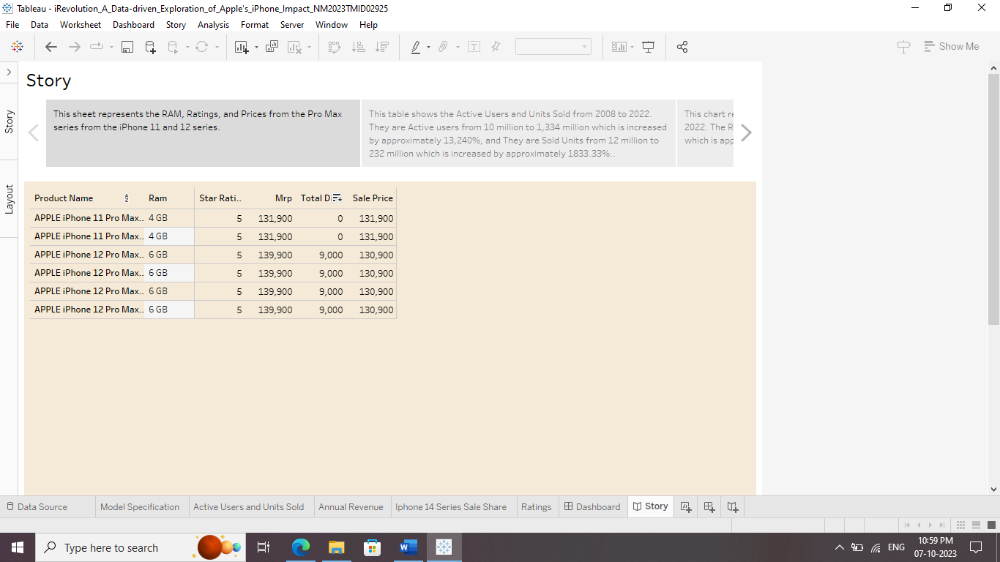 Tableau - iRevolution_A_Data-driven_Exploration_of_Apple's_iPhone_Impact_NM2023TMID02925
File Data Worksheet Dashboard Story Analysis Format Server Window Help
Show Me
Story
Layout
Story
This sheet represents the RAM, Ratings, and Prices from the Pro Max
series from the iPhone 11 and 12 series.
This table shows the Active Users and Units Sold from 2008 to 2022.
They are Active users from 10 million to 1,334 million which is increased
by approximately 13,240%, and They are Sold Units from 12 million to
232 million which is increased by approximately 1833.33%..
This chart re
2022. The R
which is app
Product Name Ram Star Rati.. Mrp Total D Sale Price
APPLE iPhone 11 Pro Max.. 4 GB 5 131,900 0 131,900
APPLE iPhone 11 Pro Max.. 4 GB 5 131,900 0 131,900
APPLE iPhone 12 Pro Max.. 6 GB 5 139,900 9,000 130,900
APPLE iPhone 12 Pro Max.. 6 GB 5 139,900 9,000 130,900
APPLE iPhone 12 Pro Max.. 6 GB 5 139,900 9,000 130,900
APPLE iPhone 12 Pro Max.. 6 GB 5 139,900 9,000 130,900
Data Source Model Specification Active Users and Units Sold Annual Revenue Iphone 14 Series Sale Share Ratings Dashboard Story
Type here to search
ENG
10:59 PM
07-10-2023